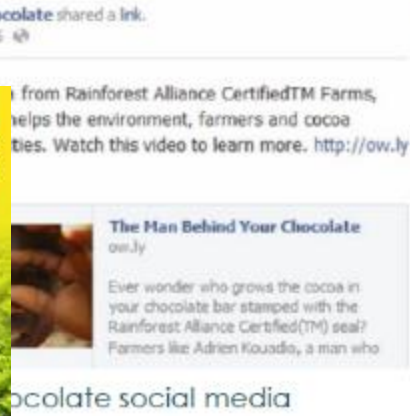 ocolate shared a link.
from Rainforest Alliance CertifiedTM Farms,
helps the environment, farmers and cocoa
ties. Watch this video to learn more. http://ow.ly
The Man Behind Your Chocolate
ow.ly
Ever wonder who grows the cocoa in
your chocolate bar stamped with the
Rainforest Alliance Certified(TM) seal?
Farmers like Adrien Kouadio, a man who
ocolate social media